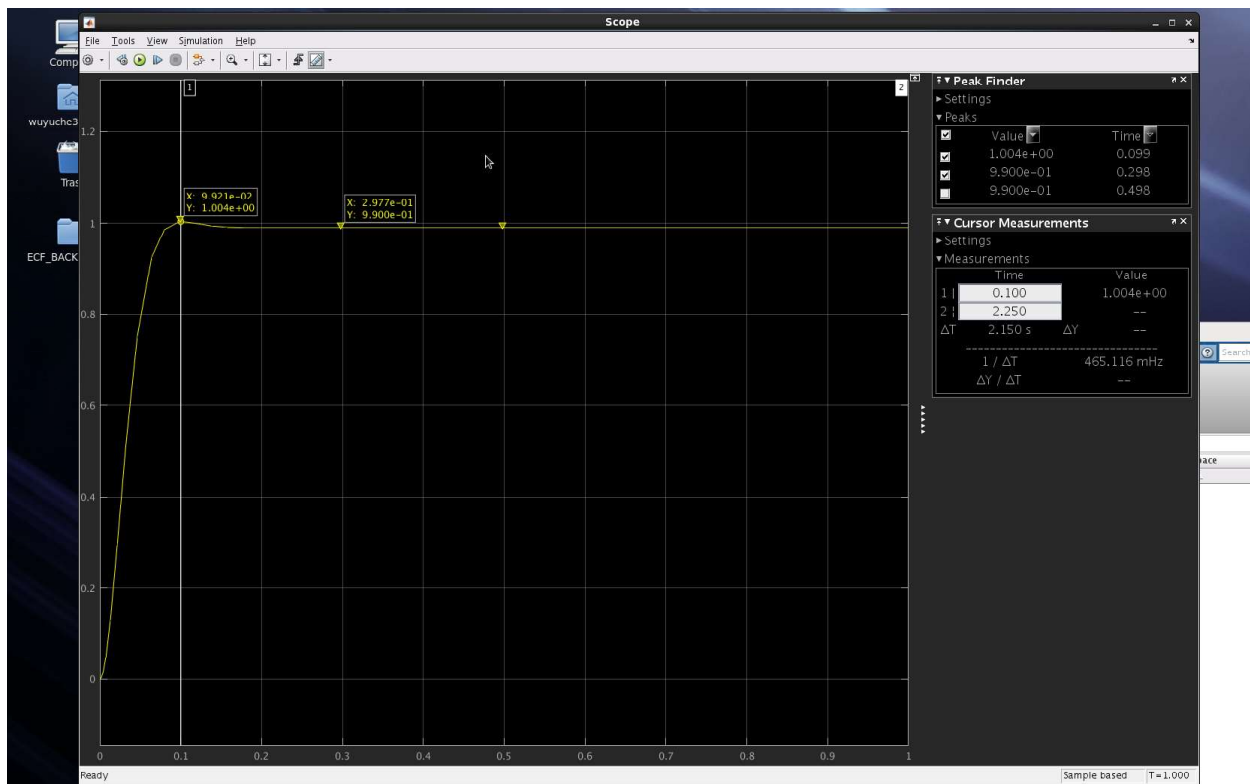 Scope
File Tools View Simulation Help
Comp
wuyuche3
Tras
ECF_BACK
1
2
1.2
1
0.8
0.6
0.4
0.2
0
X: 9.921e-02
Y: 1.004e+00
X: 2.977e-01
Y: 9.900e-01
0 0.1 0.2 0.3 0.4 0.5 0.6 0.7 0.8 0.9 1
Peak Finder
Settings
Peaks
Value Time
1.004e+00 0.099
9.900e-01 0.298
9.900e-01 0.498
Cursor Measurements
Settings
Measurements
Time Value
1 | 0.100 1.004e+00
2 ¦ 2.250 --
ΔT 2.150 s ΔY --
1 / ΔT 465.116 mHz
ΔY / ΔT --
Search
ace
Ready
Sample based T=1.000